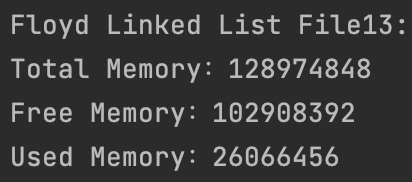 Floyd Linked List File13:
Total Memory: 128974848
Free Memory: 102908392
Used Memory: 26066456